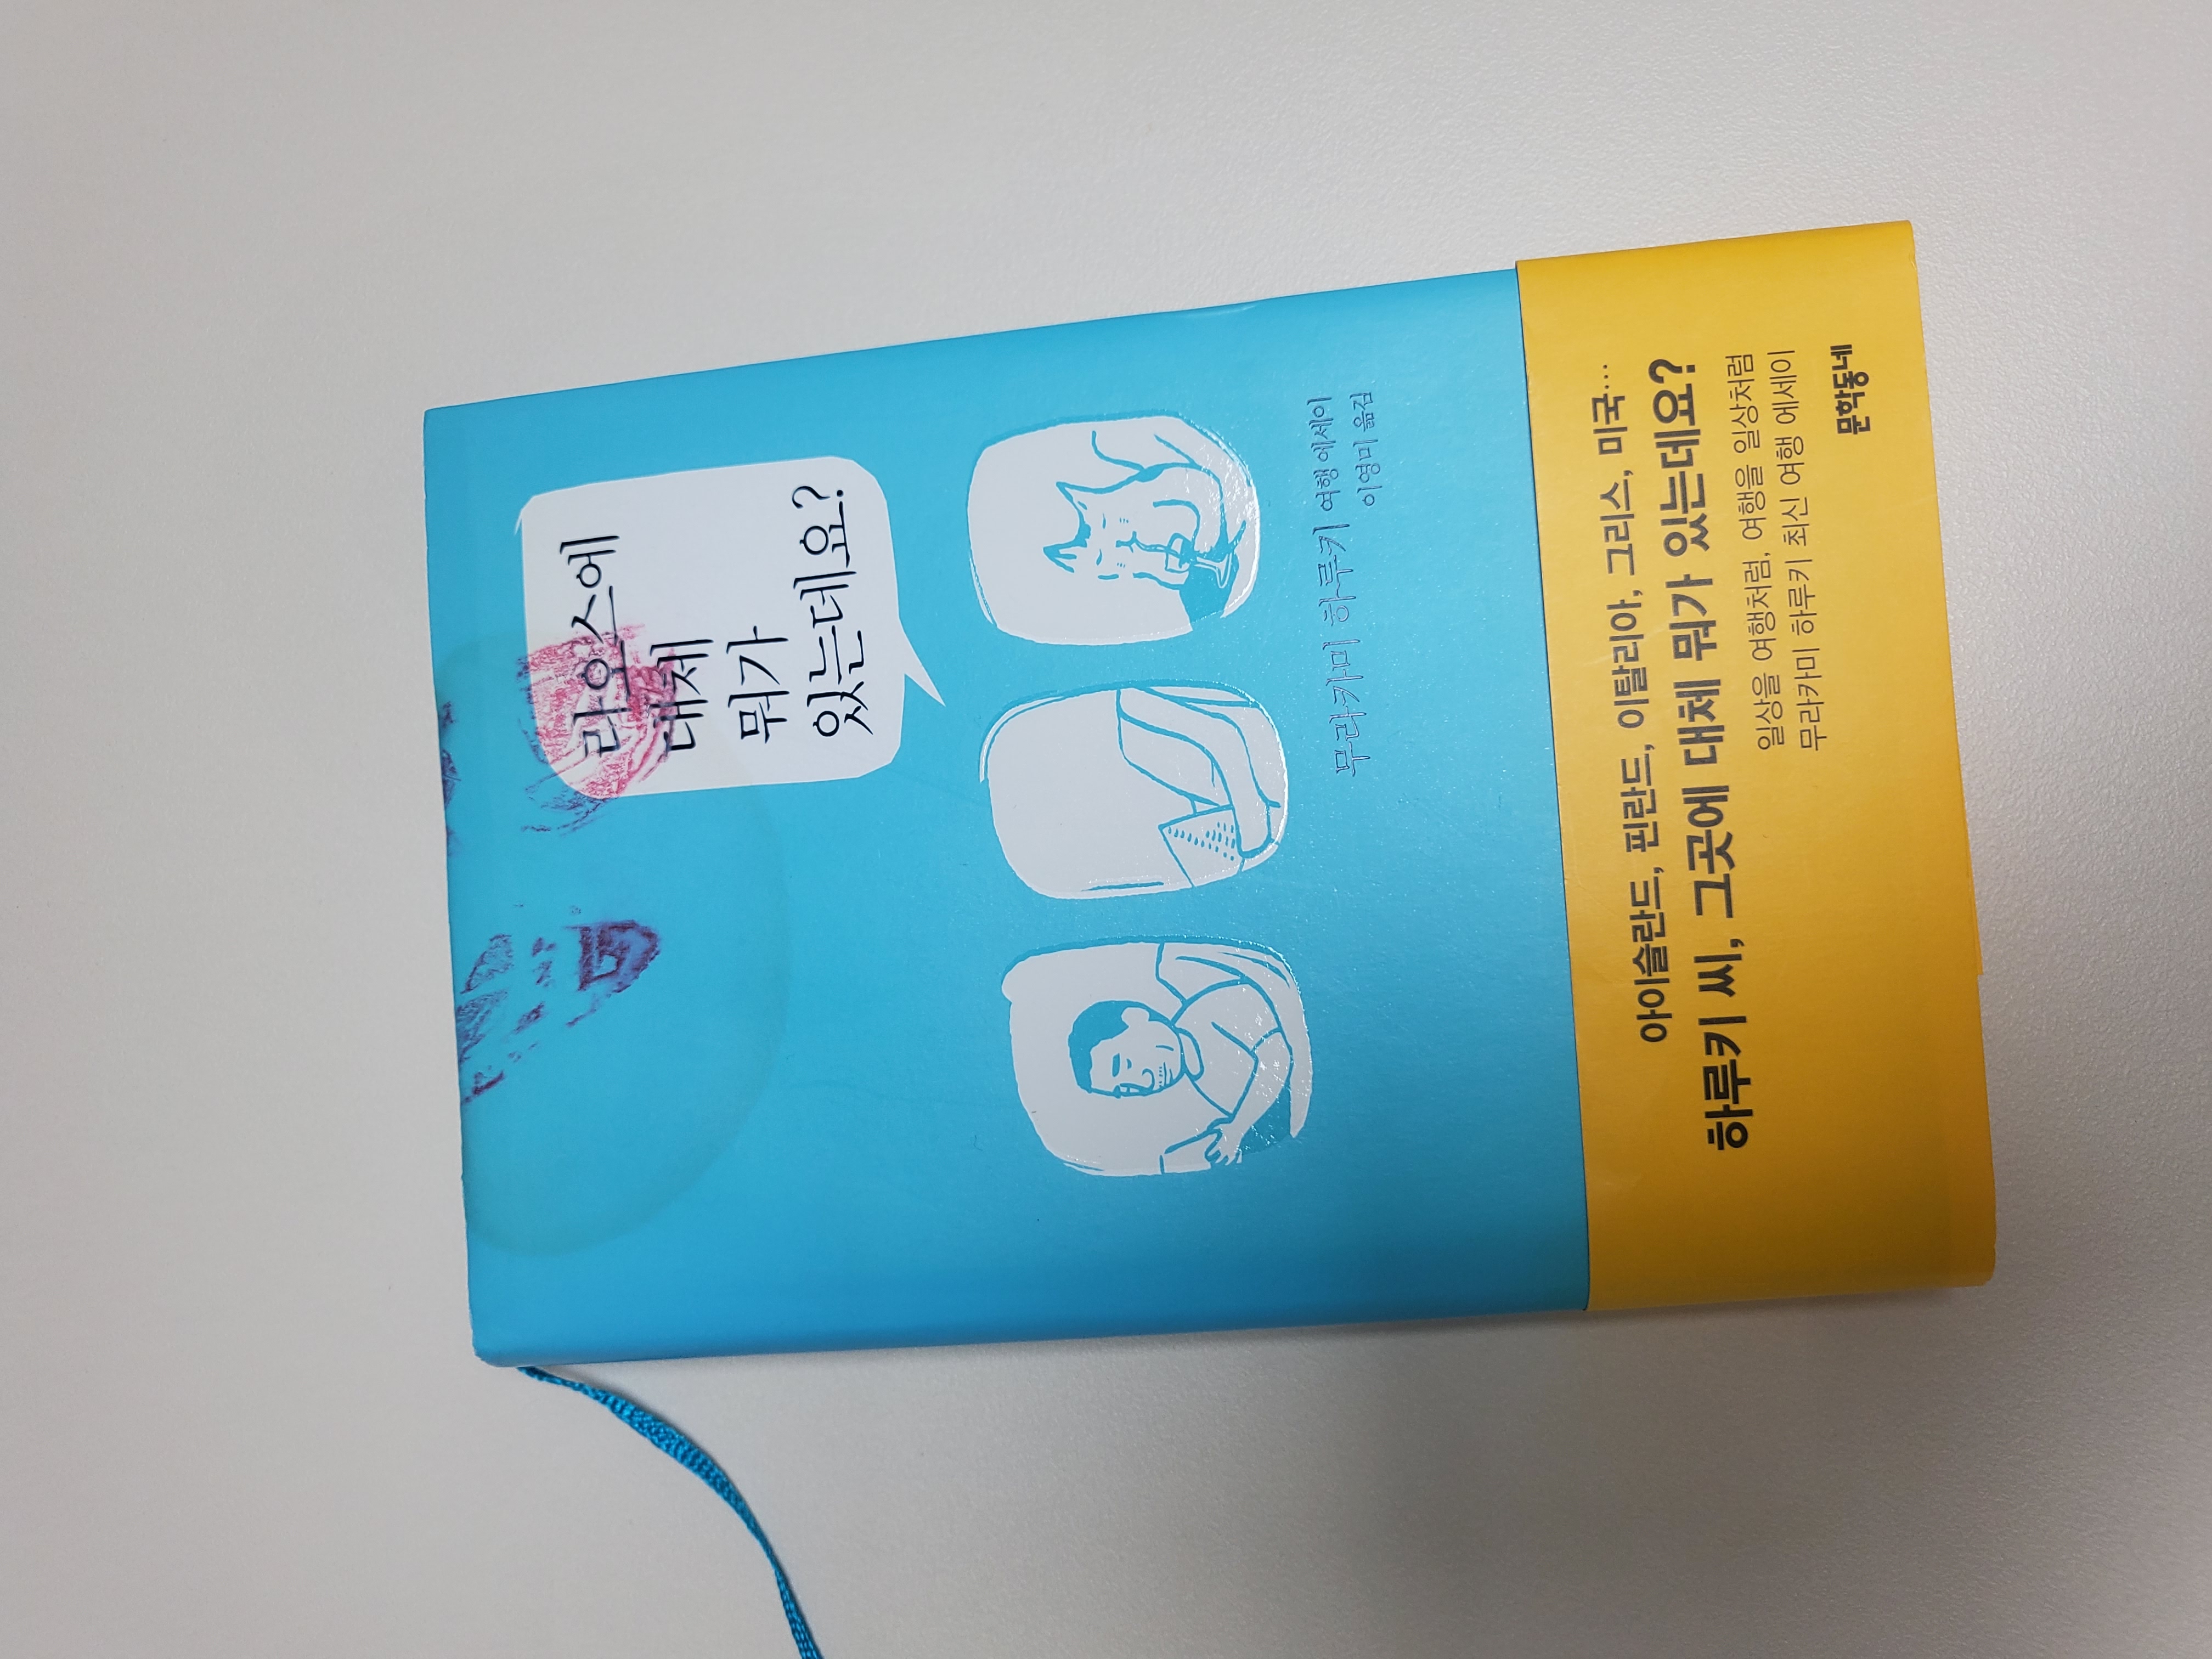 라오스에
대체
뭐가
있는데요?
무라카미 하루키 여행 에세이
이영미 옮김
아이슬란드, 핀란드, 이탈리아, 그리스, 미국…
하루키 씨, 그곳에 대체 뭐가 있는데요?
일상을 여행처럼, 여행을 일상처럼
무라카미 하루키 최신 여행 에세이
문학동네